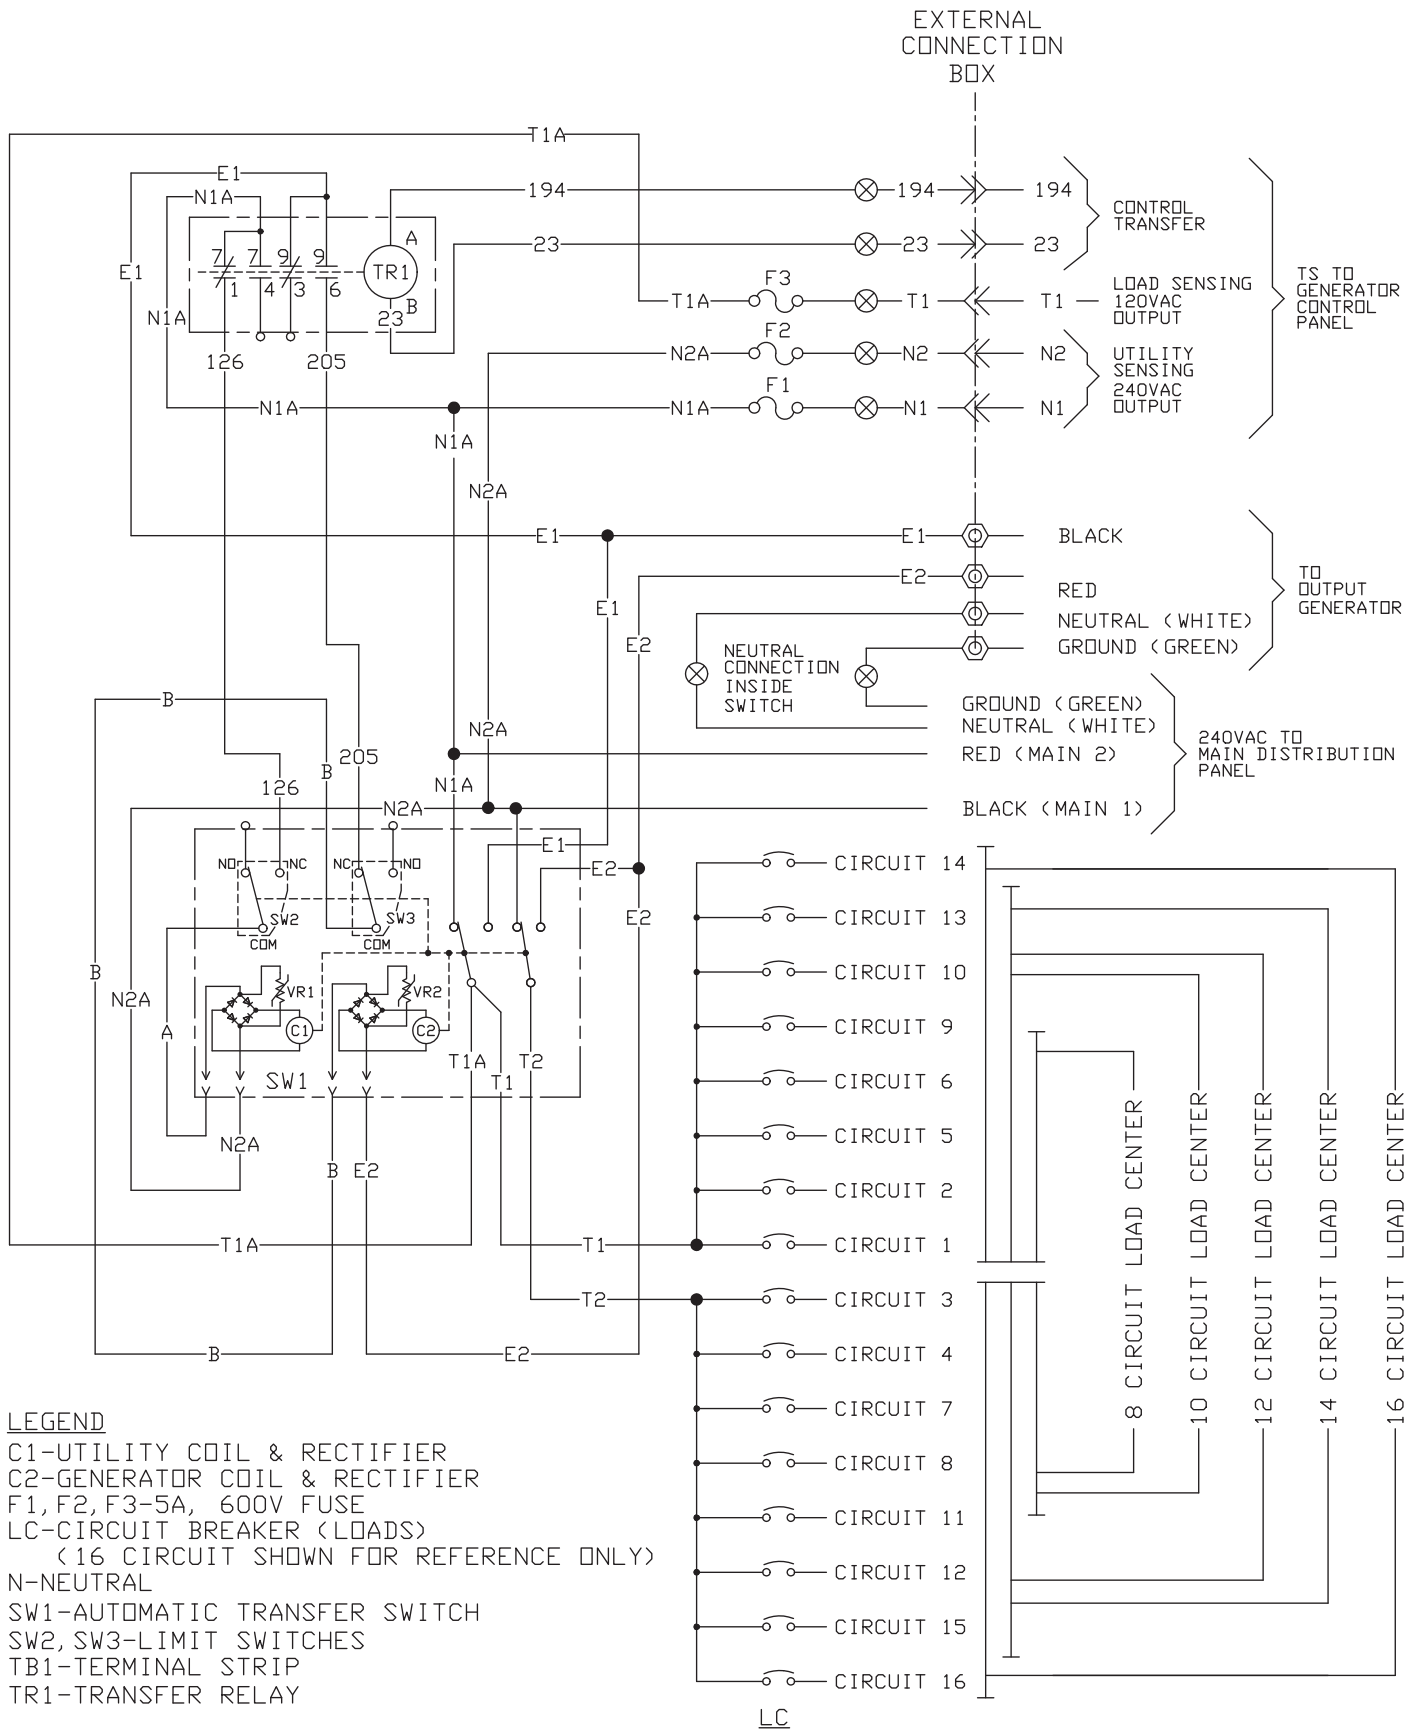 EXTERNAL
CONNECTION
BOX
T1A
E1
N1A
194
194
194
A
CONTROL
TRANSFER
23
23
23
7 7 9 9
TR1
E1
1 4 3 6
B
23
N1A
F3
T1A
T1
T1
LOAD SENSING
120VAC
OUTPUT
TS TO
GENERATOR
CONTROL
PANEL
126
205
F2
N2A
N2
N2
UTILITY
SENSING
240VAC
OUTPUT
F1
N1A
N1A
N1
N1
N1A
N2A
E1
E1
BLACK
E2
RED
E1
NEUTRAL (WHITE)
E2
GROUND (GREEN)
TO
OUTPUT
GENERATOR
NEUTRAL
CONNECTION
INSIDE
SWITCH
B
GROUND (GREEN)
NEUTRAL (WHITE)
N2A
RED (MAIN 2)
205
B
N1A
126
240VAC TO
MAIN DISTRIBUTION
PANEL
N2A
BLACK (MAIN 1)
E1
NO NC NC NO
E2
SW2
SW3
COM
COM
E2
B
N2A
VR1
VR2
A
C1
C2
T1A
T2
SW1
T1
N2A
B E2
T1A
T1
T2
B
E2
CIRCUIT 14
CIRCUIT 13
CIRCUIT 10
CIRCUIT 9
CIRCUIT 6
CIRCUIT 5
CIRCUIT 2
CIRCUIT 1
CIRCUIT 3
CIRCUIT 4
CIRCUIT 7
CIRCUIT 8
CIRCUIT 11
CIRCUIT 12
CIRCUIT 15
CIRCUIT 16
LC
8 CIRCUIT LOAD CENTER
10 CIRCUIT LOAD CENTER
12 CIRCUIT LOAD CENTER
14 CIRCUIT LOAD CENTER
16 CIRCUIT LOAD CENTER
LEGEND
C1-UTILITY COIL & RECTIFIER
C2-GENERATOR COIL & RECTIFIER
F1,F2,F3-5A, 600V FUSE
LC-CIRCUIT BREAKER (LOADS)
(16 CIRCUIT SHOWN FOR REFERENCE ONLY)
N-NEUTRAL
SW1-AUTOMATIC TRANSFER SWITCH
SW2,SW3-LIMIT SWITCHES
TB1-TERMINAL STRIP
TR1-TRANSFER RELAY